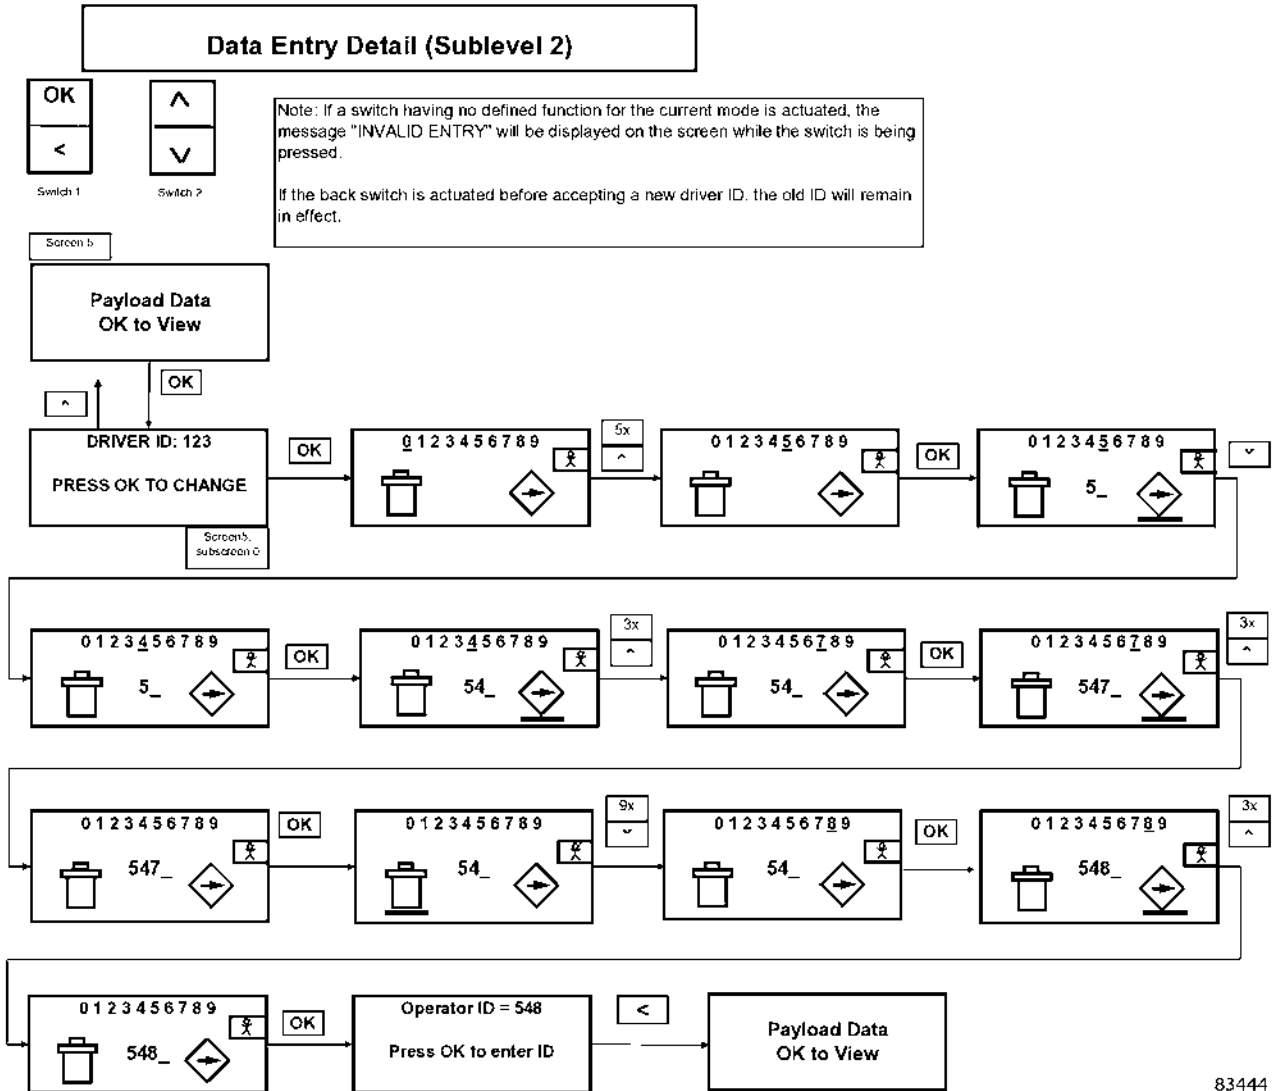 Data Entry Detail (Sublevel 2)
OK
<
Switch 1
^
v
Switch 2
Note: If a switch having no defined function for the current mode is actuated, the
message "INVALID ENTRY" will be displayed on the screen while the switch is being
pressed.
If the back switch is actuated before accepting a new driver ID, the old ID will remain
in effect.
Screen 5
Payload Data
OK to View
^
OK
DRIVER ID: 123
PRESS OK TO CHANGE
Screen5,
subscreen 0
OK
0 1 2 3 4 5 6 7 8 9
5x
^
0 1 2 3 4 5 6 7 8 9
OK
0 1 2 3 4 5 6 7 8 9
5_
v
0 1 2 3 4 5 6 7 8 9
5_
OK
0 1 2 3 4 5 6 7 8 9
54_
3x
^
0 1 2 3 4 5 6 7 8 9
54_
OK
0 1 2 3 4 5 6 7 8 9
547_
3x
^
0 1 2 3 4 5 6 7 8 9
547_
OK
0 1 2 3 4 5 6 7 8 9
54_
9x
v
0 1 2 3 4 5 6 7 8 9
54_
OK
0 1 2 3 4 5 6 7 8 9
548_
3x
^
0 1 2 3 4 5 6 7 8 9
548_
OK
Operator ID = 548
Press OK to enter ID
<
Payload Data
OK to View
83444